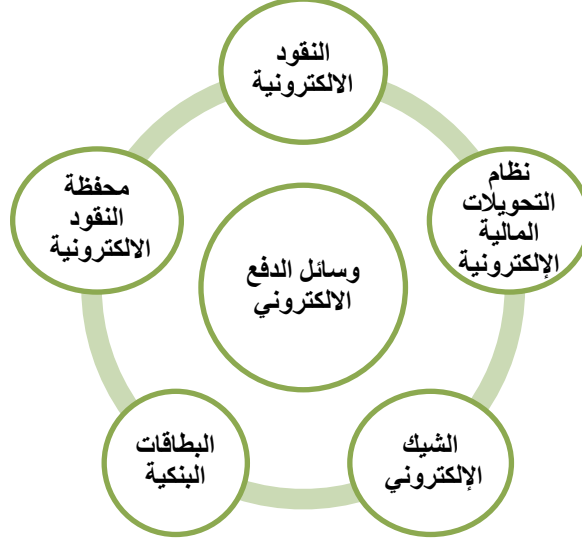 النقود
الالكترونية
نظام
التحويلات
المالية
الإلكترونية
الشيك
الإلكتروني
البطاقات
البنكية
محفظة
النقود
الالكترونية
وسائل الدفع
الالكتروني